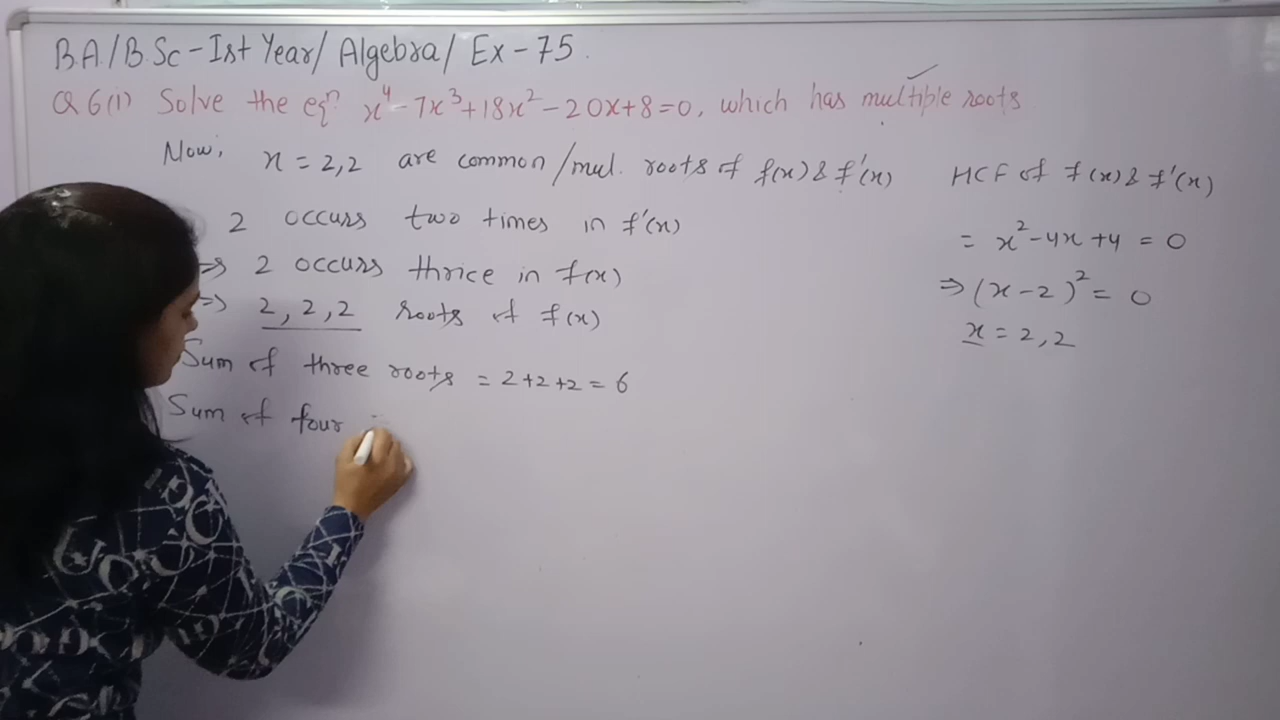 B.A/B.Sc-Ist Year/ Algebra/ Ex-75.
Q 6(i) Solve the eqⁿ. x⁴-7x³+18x²-20x+8=0, which has multiple roots
Now, x = 2,2 are common/mul. roots of f(x) & f'(x)
2 occurs two times in f'(x)
⇒ 2 occurs thrice in f(x)
⇒ 2, 2, 2 roots of f(x)
Sum of three roots = 2+2+2 = 6
Sum of four
HCF of f(x) & f'(x)
= x²-4x+4 = 0
⇒ (x-2)² = 0
x = 2,2